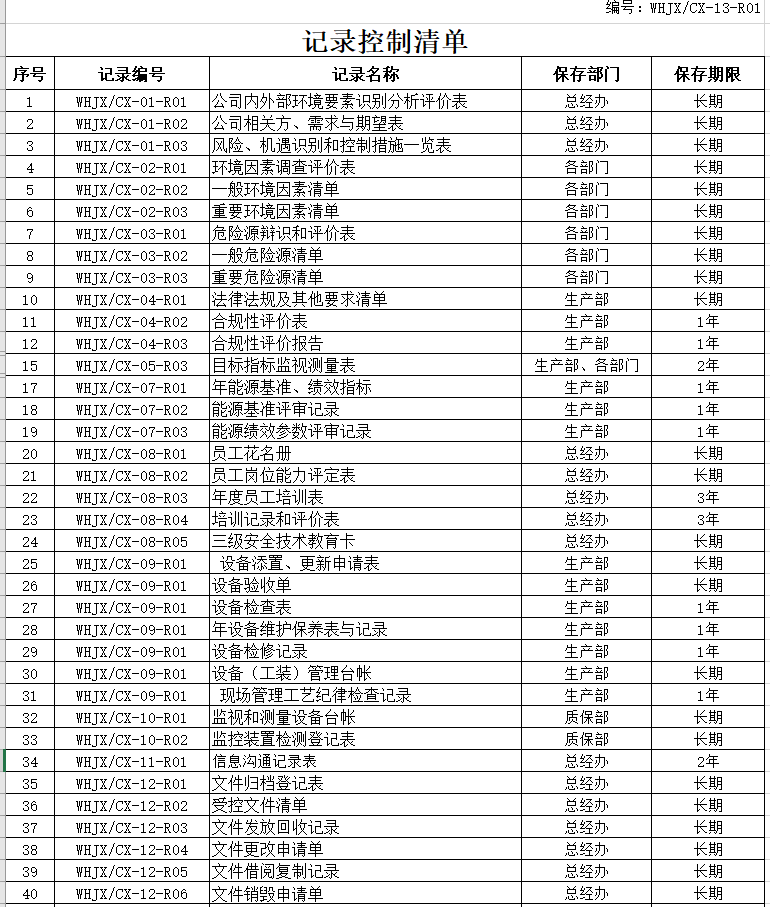 编号：WHJX/CX-13-R01
记录控制清单
序号 记录编号 记录名称 保存部门 保存期限
1 WHJX/CX-01-R01 公司内外部环境要素识别分析评价表 总经办 长期
2 WHJX/CX-01-R02 公司相关方、需求与期望表 总经办 长期
3 WHJX/CX-01-R03 风险、机遇识别和控制措施一览表 总经办 长期
4 WHJX/CX-02-R01 环境因素调查评价表 各部门 长期
5 WHJX/CX-02-R02 一般环境因素清单 各部门 长期
6 WHJX/CX-02-R03 重要环境因素清单 各部门 长期
7 WHJX/CX-03-R01 危险源辩识和评价表 各部门 长期
8 WHJX/CX-03-R02 一般危险源清单 各部门 长期
9 WHJX/CX-03-R03 重要危险源清单 各部门 长期
10 WHJX/CX-04-R01 法律法规及其他要求清单 生产部 长期
11 WHJX/CX-04-R02 合规性评价表 生产部 1年
12 WHJX/CX-04-R03 合规性评价报告 生产部 1年
15 WHJX/CX-05-R03 目标指标监视测量表 生产部、各部门 2年
17 WHJX/CX-07-R01 年能源基准、绩效指标 生产部 1年
18 WHJX/CX-07-R02 能源基准评审记录 生产部 1年
19 WHJX/CX-07-R03 能源绩效参数评审记录 生产部 1年
20 WHJX/CX-08-R01 员工花名册 总经办 长期
21 WHJX/CX-08-R02 员工岗位能力评定表 总经办 长期
22 WHJX/CX-08-R03 年度员工培训表 总经办 3年
23 WHJX/CX-08-R04 培训记录和评价表 总经办 3年
24 WHJX/CX-08-R05 三级安全技术教育卡 总经办 长期
25 WHJX/CX-09-R01 设备添置、更新申请表 生产部 长期
26 WHJX/CX-09-R01 设备验收单 生产部 长期
27 WHJX/CX-09-R01 设备检查表 生产部 1年
28 WHJX/CX-09-R01 年设备维护保养表与记录 生产部 1年
29 WHJX/CX-09-R01 设备检修记录 生产部 1年
30 WHJX/CX-09-R01 设备（工装）管理台帐 生产部 长期
31 WHJX/CX-09-R01 现场管理工艺纪律检查记录 生产部 1年
32 WHJX/CX-10-R01 监视和测量设备台帐 质保部 长期
33 WHJX/CX-10-R02 监控装置检测登记表 质保部 长期
34 WHJX/CX-11-R01 信息沟通记录表 总经办 2年
35 WHJX/CX-12-R01 文件归档登记表 总经办 长期
36 WHJX/CX-12-R02 受控文件清单 总经办 长期
37 WHJX/CX-12-R03 文件发放回收记录 总经办 长期
38 WHJX/CX-12-R04 文件更改申请单 总经办 长期
39 WHJX/CX-12-R05 文件借阅复制记录 总经办 长期
40 WHJX/CX-12-R06 文件销毁申请单 总经办 长期